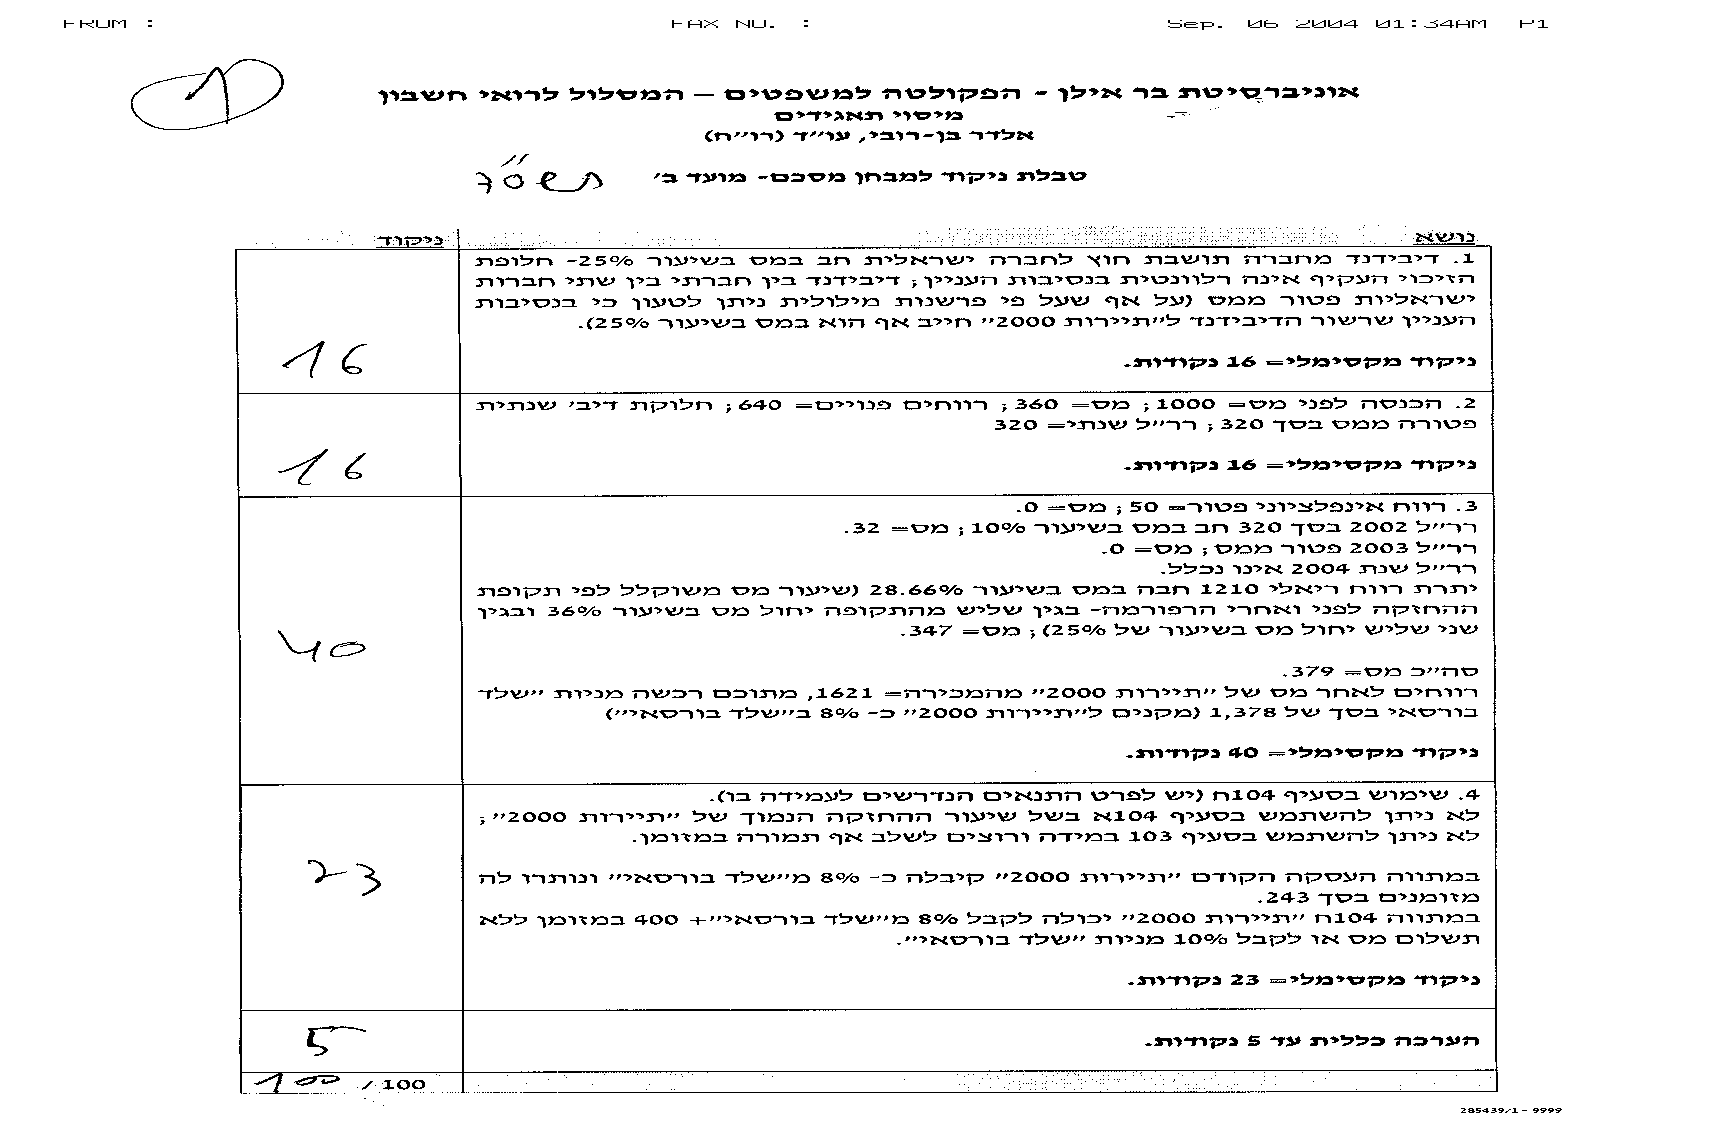 FROM : FAX NO. : Sep. 06 2004 01:34AM P1
1
אוניברסיטת בר אילן - הפקולטה למשפטים – המסלול לרואי חשבון
מיסוי תאגידים
אלדר בן-רובי, עו״ד (רו״ח)
טבלת ניקוד למבחן מסכם- מועד ב׳ תשס"ד
נושא ניקוד
1. דיבידנד מחברה תושבת חוץ לחברה ישראלית חב במס בשיעור 25%- חלופת
הזיכוי העקיף אינה רלוונטית בנסיבות העניין; דיבידנד בין חברתי בין שתי חברות
ישראליות פטור ממס (על אף שעל פי פרשנות מילולית ניתן לטעון כי בנסיבות
העניין שרשור הדיבידנד ל״תיירות 2000״ חייב אף הוא במס בשיעור 25%).
ניקוד מקסימלי= 16 נקודות.
16
2. הכנסה לפני מס= 1000; מס= 360; רווחים פנויים= 640; חלוקת דיב׳ שנתית
פטורה ממס בסך 320; רר״ל שנתי= 320
ניקוד מקסימלי= 16 נקודות.
16
3. רווח אינפלציוני פטור= 50; מס= 0.
רר״ל 2002 בסך 320 חב במס בשיעור 10%; מס= 32.
רר״ל 2003 פטור ממס; מס= 0.
רר״ל שנת 2004 אינו נכלל.
יתרת רווח ריאלי 1210 חבה במס בשיעור 28.66% (שיעור מס משוקלל לפי תקופת
ההחזקה לפני ואחרי הרפורמה- בגין שליש מהתקופה יחול מס בשיעור 36% ובגין
שני שליש יחול מס בשיעור של 25%); מס= 347.
סה״כ מס= 379.
רווחים לאחר מס של ״תיירות 2000״ מהמכירה= 1621, מתוכם רכשה מניות ״שלד
בורסאי בסך של 1,378 (מקנים ל״תיירות 2000״ כ- 8% ב״שלד בורסאי״)
ניקוד מקסימלי= 40 נקודות.
40
4. שימוש בסעיף 104ח (יש לפרט התנאים הנדרשים לעמידה בו).
לא ניתן להשתמש בסעיף 104א בשל שיעור ההחזקה הנמוך של ״תיירות 2000״;
לא ניתן להשתמש בסעיף 103 במידה ורוצים לשלב אף תמורה במזומן.
במתווה העסקה הקודם ״תיירות 2000״ קיבלה כ- 8% מ״שלד בורסאי״ ונותרו לה
מזומנים בסך 243.
במתווה 104ח ״תיירות 2000״ יכולה לקבל 8% מ״שלד בורסאי״+ 400 במזומן ללא
תשלום מס או לקבל 10% מניות ״שלד בורסאי״.
ניקוד מקסימלי= 23 נקודות.
23
הערכה כללית עד 5 נקודות.
5
100 / 100
285439/1 - 9999